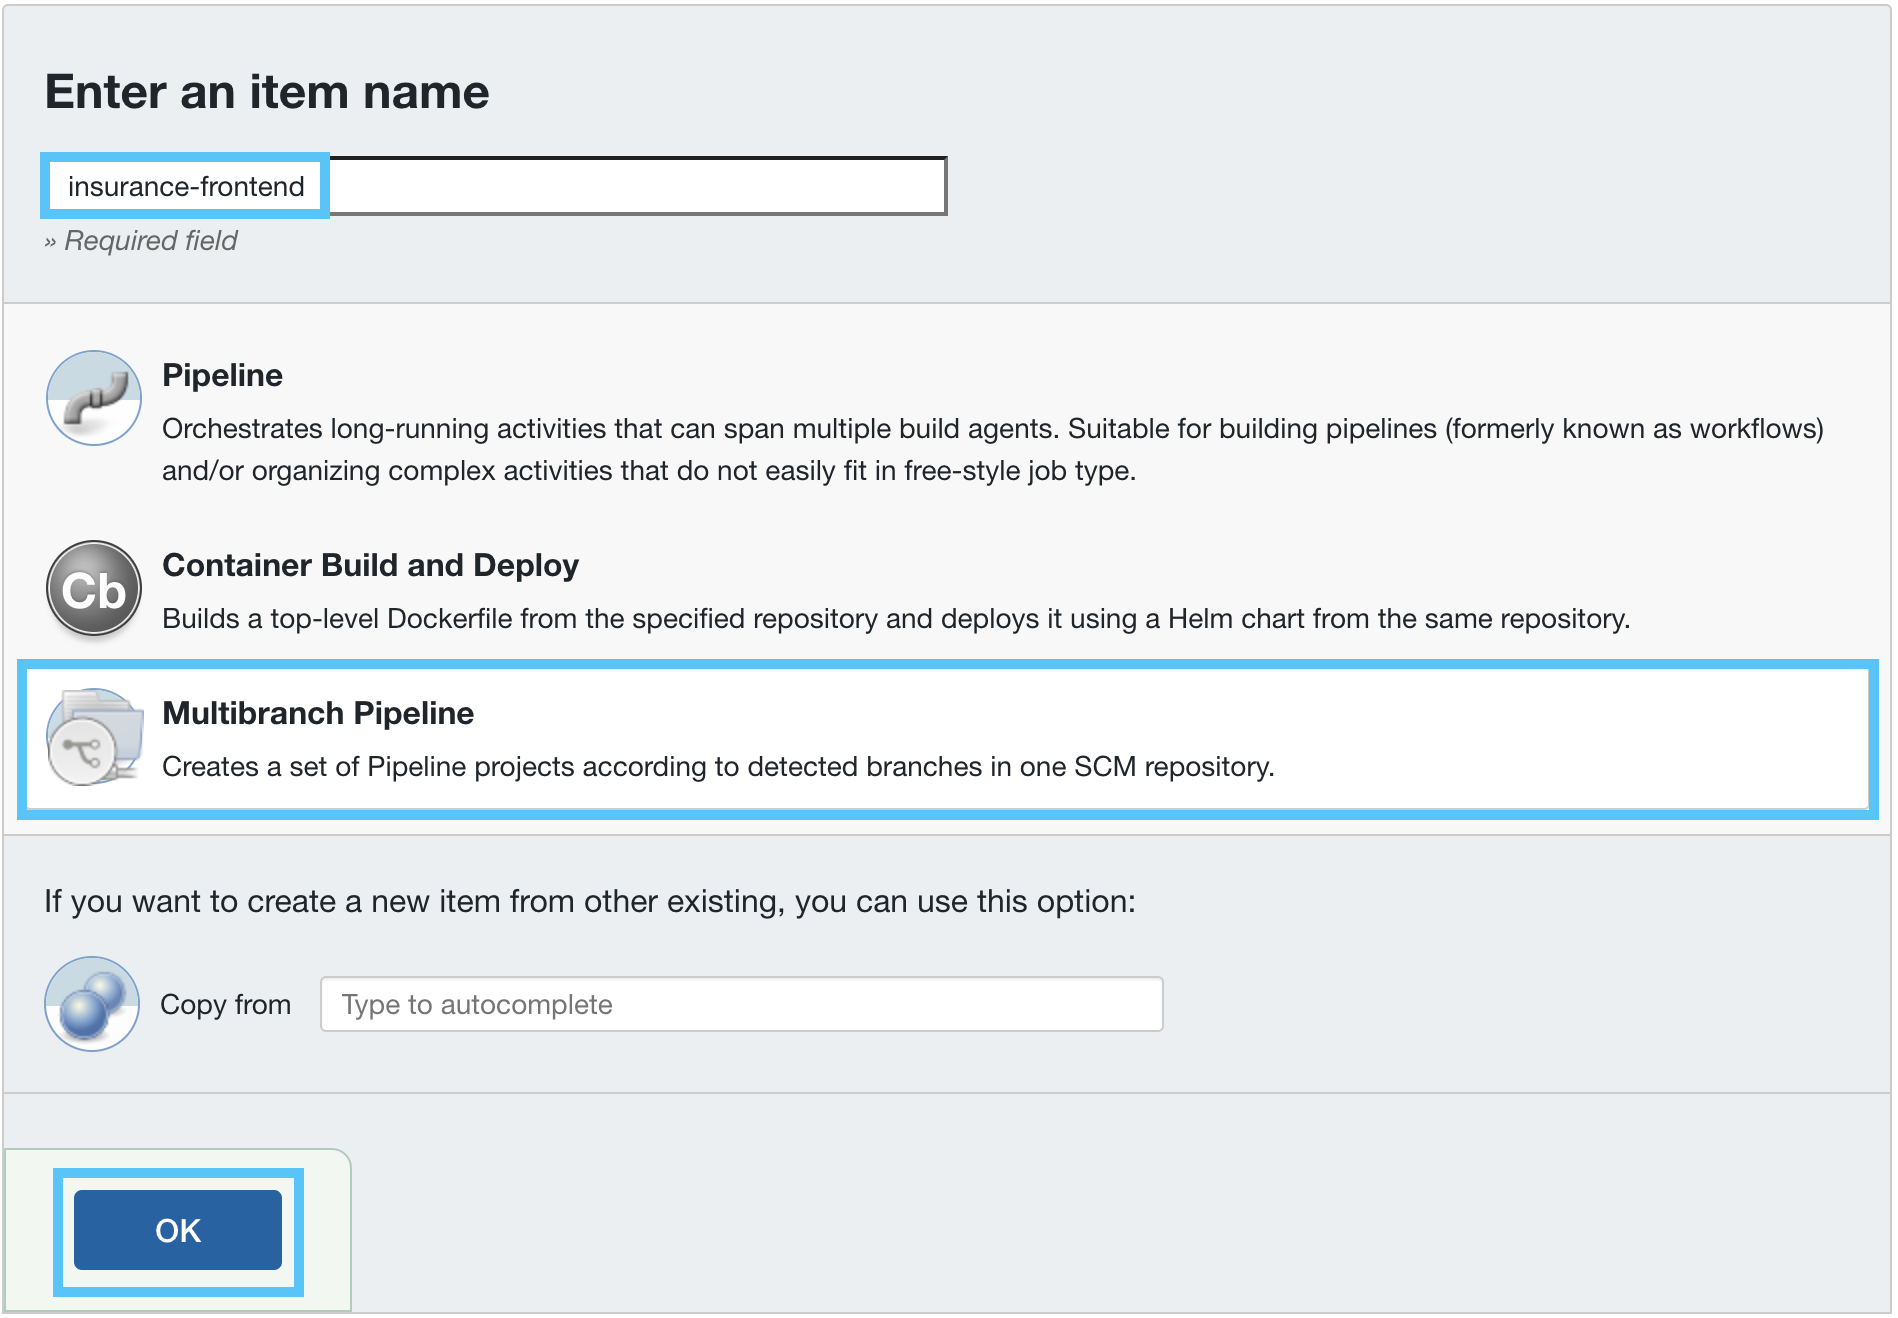 Enter an item name
insurance-frontend
» Required field
Pipeline
Orchestrates long-running activities that can span multiple build agents. Suitable for building pipelines (formerly known as workflows)
and/or organizing complex activities that do not easily fit in free-style job type.
Cb
Container Build and Deploy
Builds a top-level Dockerfile from the specified repository and deploys it using a Helm chart from the same repository.
Multibranch Pipeline
Creates a set of Pipeline projects according to detected branches in one SCM repository.
If you want to create a new item from other existing, you can use this option:
Copy from
Type to autocomplete
OK